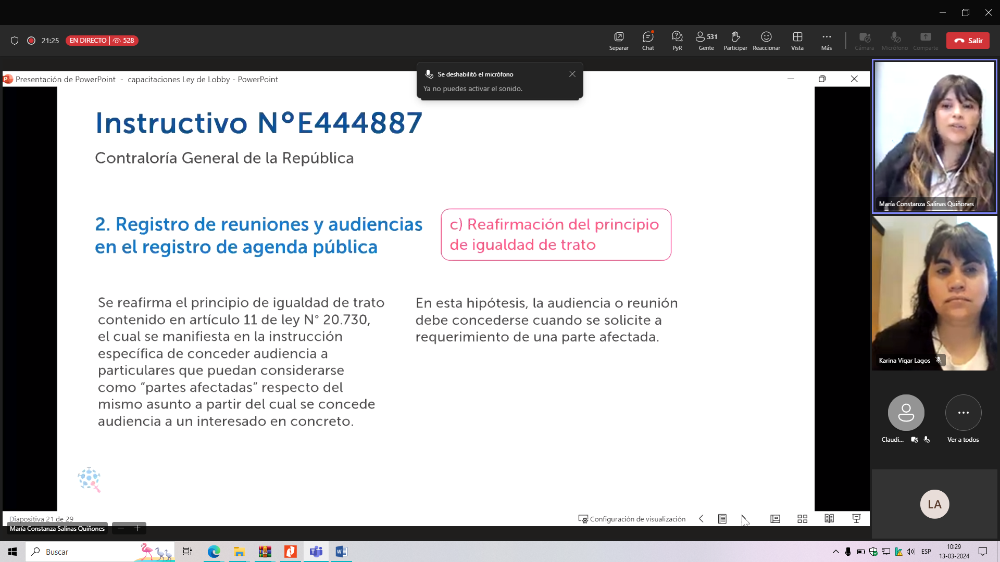 21:25
EN DIRECTO | 528
Separar
Chat
PyR
531
Gente
Participar
Reaccionar
Vista
Más
Cámara
Micrófono
Comparte
Salir
Presentación de PowerPoint - capacitaciones Ley de Lobby - PowerPoint
Se deshabilitó el micrófono
Ya no puedes activar el sonido.
Instructivo N°E444887
Contraloría General de la República
2. Registro de reuniones y audiencias
en el registro de agenda pública
c) Reafirmación del principio
de igualdad de trato
Se reafirma el principio de igualdad de trato
contenido en artículo 11 de ley N° 20.730,
el cual se manifiesta en la instrucción
específica de conceder audiencia a
particulares que puedan considerarse
como “partes afectadas” respecto del
mismo asunto a partir del cual se concede
audiencia a un interesado en concreto.
En esta hipótesis, la audiencia o reunión
debe concederse cuando se solicite a
requerimiento de una parte afectada.
María Constanza Salinas Quiñones
Karina Vigar Lagos
Claudi...
Ver a todos
LA
Diapositiva 21 de 29
Configuración de visualización
María Constanza Salinas Quiñones
Buscar
ESP
10:29
13-03-2024